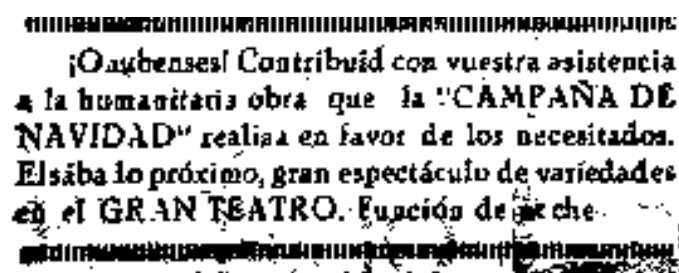 ¡Onubenses! Contribuid con vuestra asistencia
a la humanitaria obra que la "CAMPAÑA DE
NAVIDAD" realiza en favor de los necesitados.
El sábado próximo, gran espectáculo de variedades
en el GRAN TEATRO. Función de noche